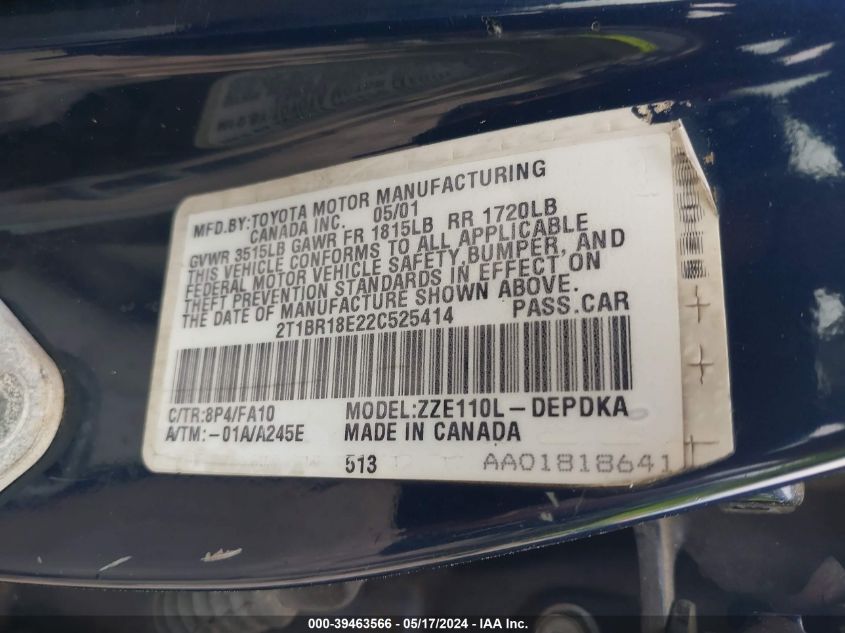 MFD.BY:TOYOTA MOTOR MANUFACTURING
CANADA INC. 05/01
GVWR 3515LB GAWR FR 1815LB RR 1720LB
THIS VEHICLE CONFORMS TO ALL APPLICABLE
FEDERAL MOTOR VEHICLE SAFETY,BUMPER, AND
THEFT PREVENTION STANDARDS IN EFFECT ON
THE DATE OF MANUFACTURE SHOWN ABOVE.
2T1BR18E22C525414 PASS.CAR
C/TR:8P4/FA10 MODEL:ZZE110L-DEPDKA
A/TM:-01A/A245E MADE IN CANADA
513 AA01818641
000-39463566 - 05/17/2024 - IAA Inc.